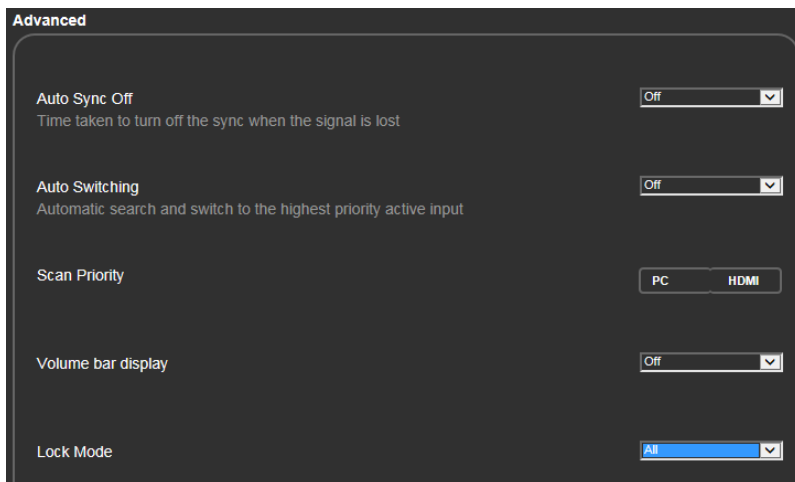 Advanced
Auto Sync Off
Off
Time taken to turn off the sync when the signal is lost
Auto Switching
Off
Automatic search and switch to the highest priority active input
Scan Priority
PC HDMI
Volume bar display
Off
Lock Mode
All